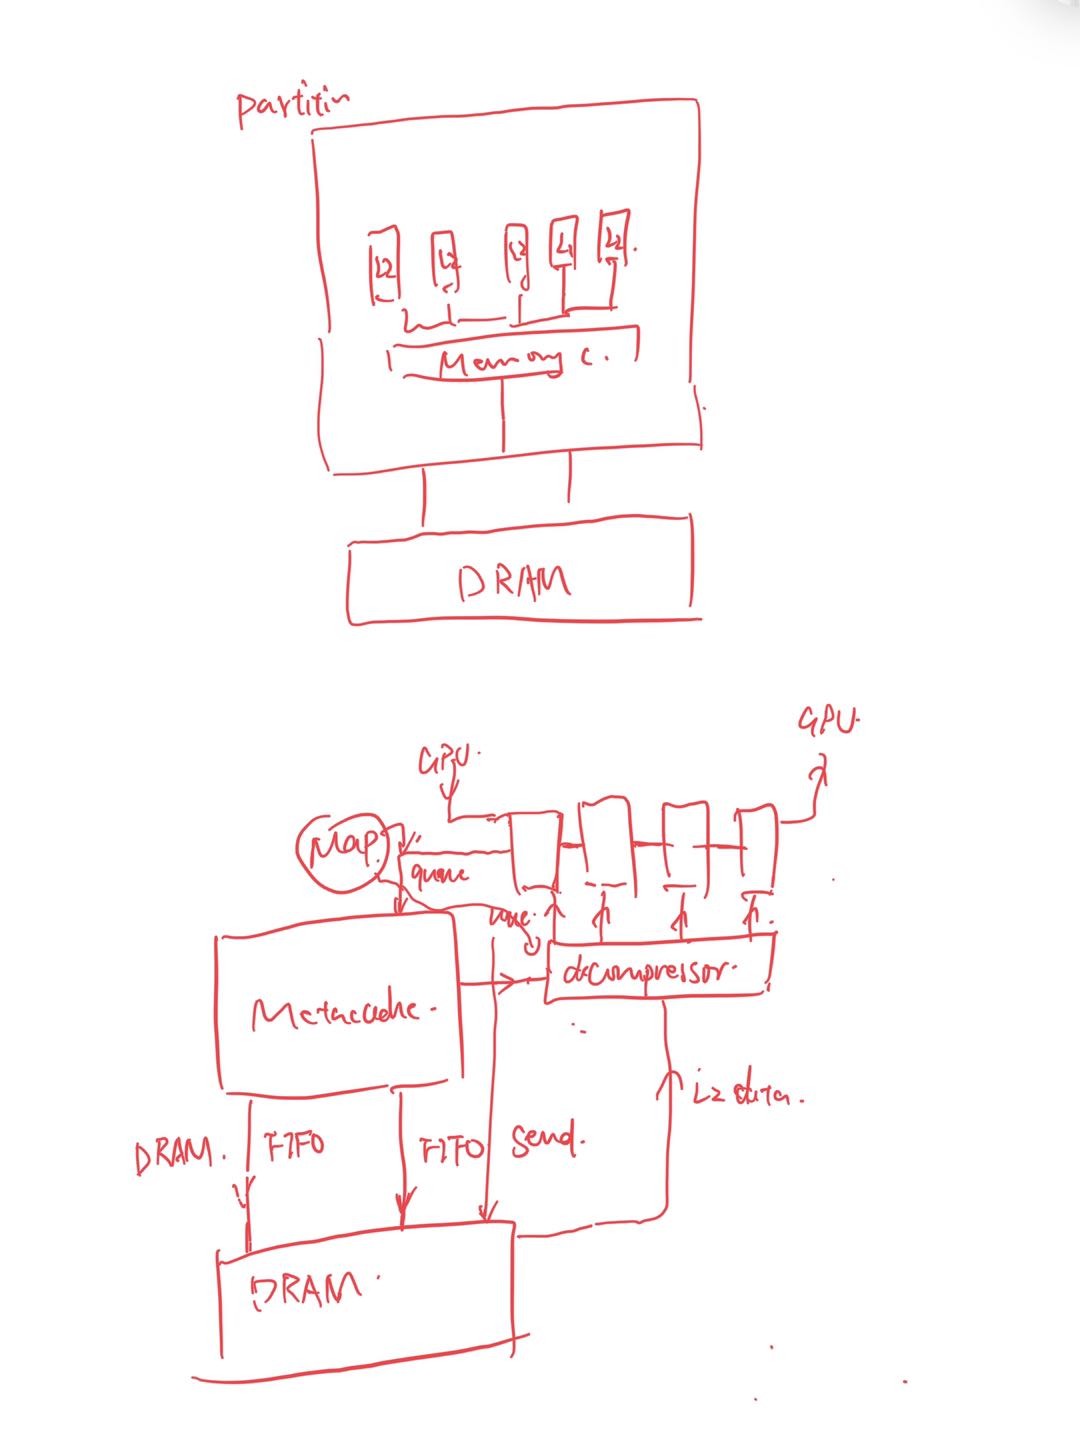 partitin
L2 L2 L2 L2 L2.
Memory C.
DRAM
GPU.
GPU.
Map.
queue
decompressor.
Metacache.
L2 data.
DRAM. FIFO FIFO Send.
DRAM.